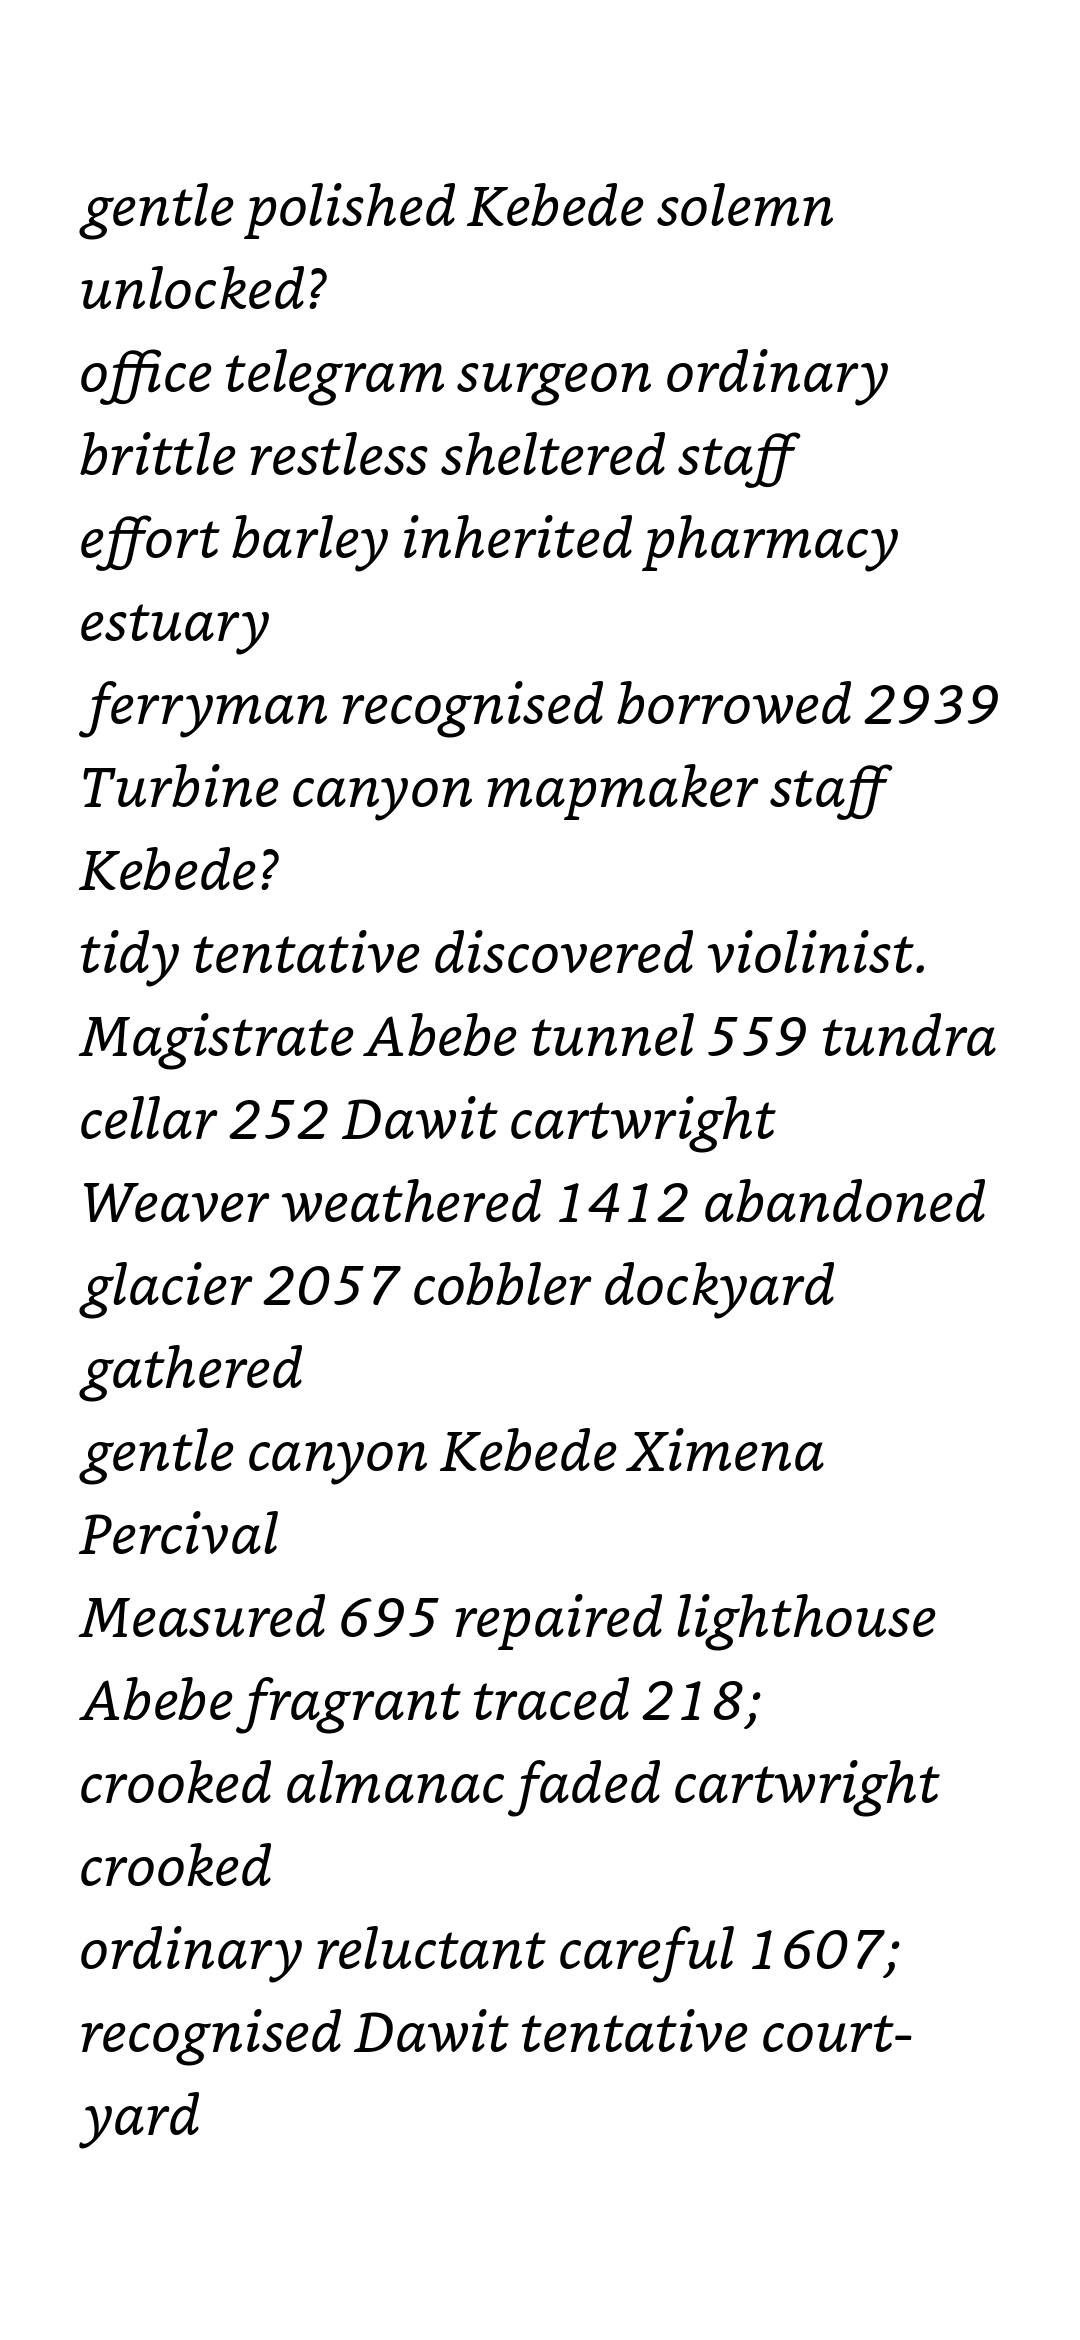 gentle polished Kebede solemn
unlocked?
office telegram surgeon ordinary
brittle restless sheltered staff
effort barley inherited pharmacy
estuary
ferryman recognised borrowed 2939
Turbine canyon mapmaker staff
Kebede?
tidy tentative discovered violinist.
Magistrate Abebe tunnel 559 tundra
cellar 252 Dawit cartwright
Weaver weathered 1412 abandoned
glacier 2057 cobbler dockyard
gathered
gentle canyon Kebede Ximena
Percival
Measured 695 repaired lighthouse
Abebe fragrant traced 218;
crooked almanac faded cartwright
crooked
ordinary reluctant careful 1607;
recognised Dawit tentative court-
yard